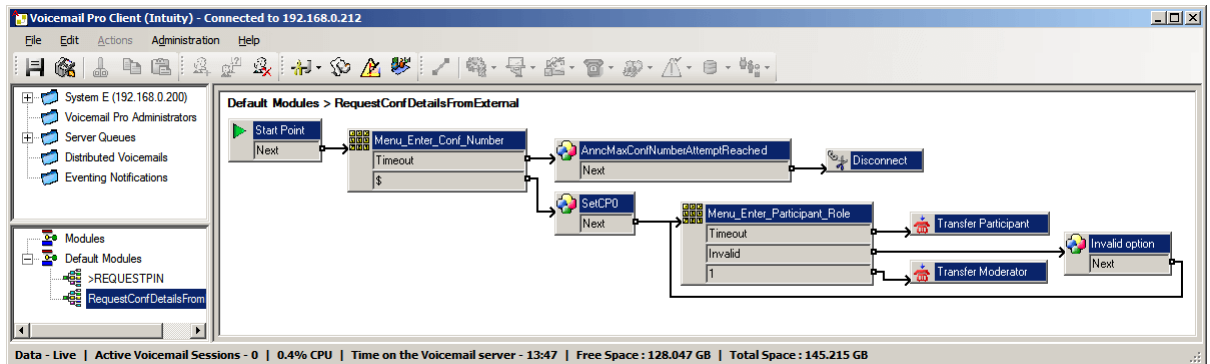 Voicemail Pro Client (Intuity) - Connected to 192.168.0.212
File Edit Actions Administration Help
System E (192.168.0.200)
Voicemail Pro Administrators
Server Queues
Distributed Voicemails
Eventing Notifications
Modules
Default Modules
>REQUESTPIN
RequestConfDetailsFrom
Default Modules > RequestConfDetailsFromExternal
Start Point
Next
Menu_Enter_Conf_Number
Timeout
$
AnncMaxConfNumberAttemptReached
Next
Disconnect
SetCP0
Next
Menu_Enter_Participant_Role
Timeout
Invalid
1
Transfer Participant
Transfer Moderator
Invalid option
Next
Data - Live | Active Voicemail Sessions - 0 | 0.4% CPU | Time on the Voicemail server - 13:47 | Free Space : 128.047 GB | Total Space : 145.215 GB